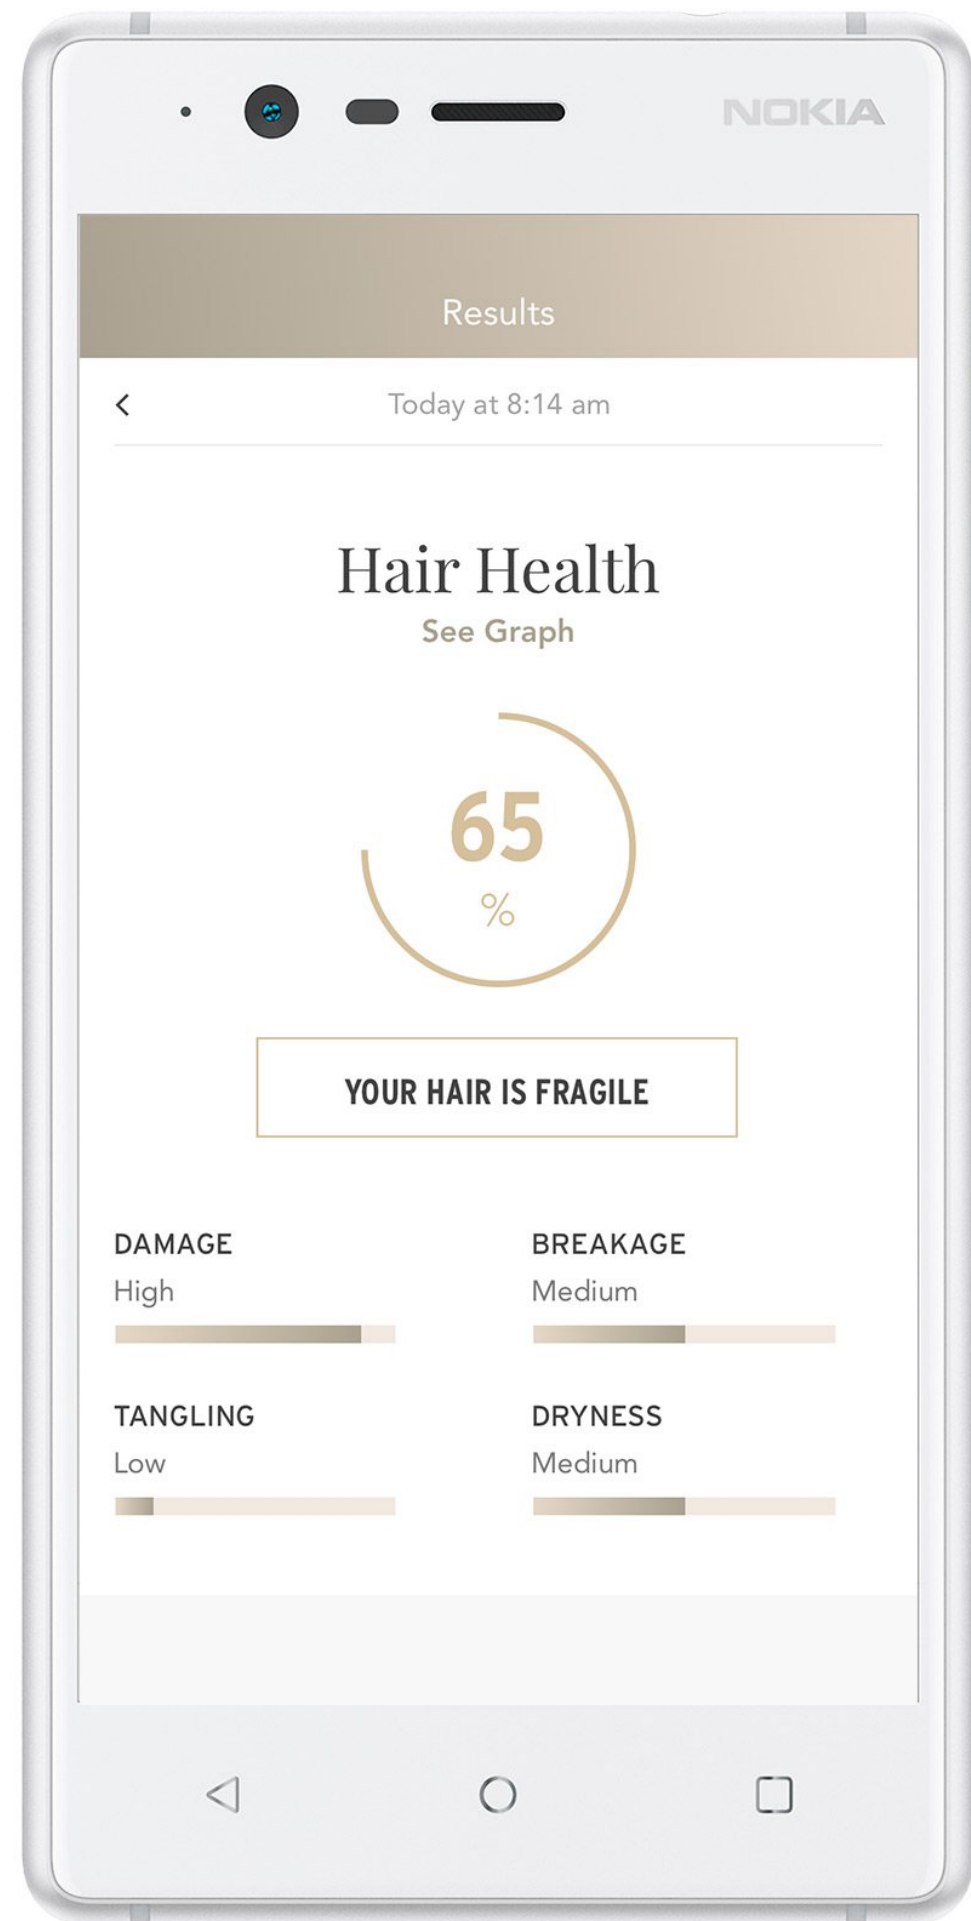 NOKIA
Results
Today at 8:14 am
Hair Health
See Graph
65
%
YOUR HAIR IS FRAGILE
DAMAGE
High
BREAKAGE
Medium
TANGLING
Low
DRYNESS
Medium